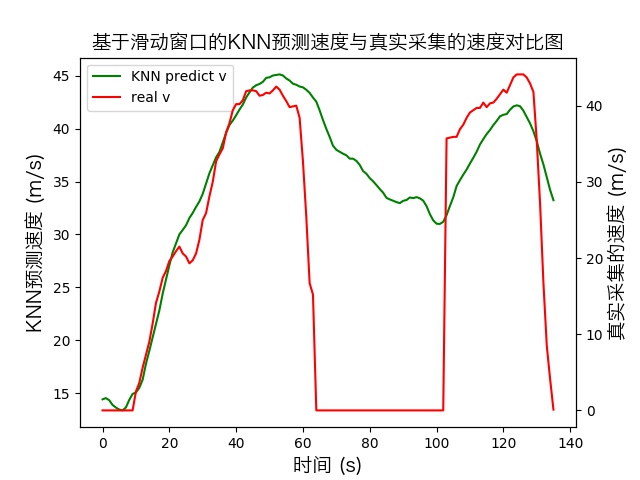 基于滑动窗口的KNN预测速度与真实采集的速度对比图
KNN predict v
real v
KNN预测速度 (m/s)
45
40
35
30
25
20
15
40
30
20
10
0
真实采集的速度 (m/s)
0 20 40 60 80 100 120 140
时间 (s)